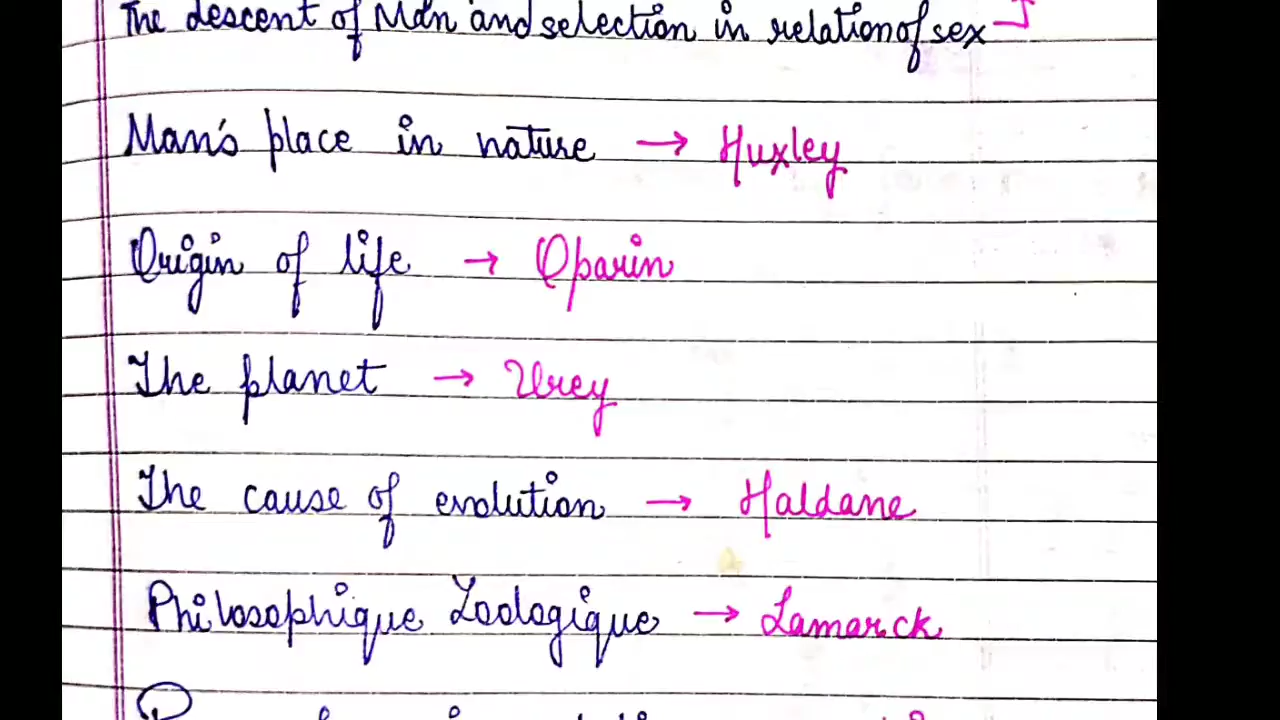 The descent of Man and selection in relation of sex
Man's place in nature → Huxley
Origin of life → Oparin
The planet → Urey
The cause of evolution → Haldane
Philosophique Zoologique → Lamarck